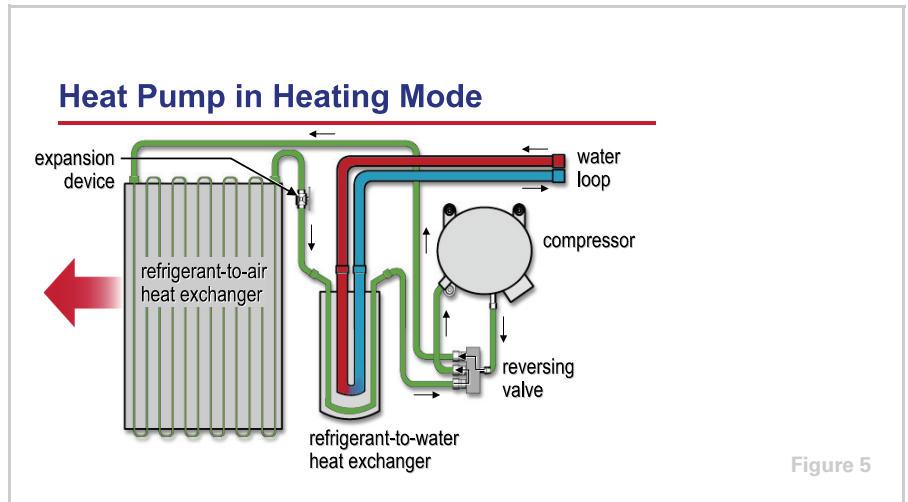 Heat Pump in Heating Mode
expansion
device
water
loop
compressor
refrigerant-to-air
heat exchanger
reversing
valve
refrigerant-to-water
heat exchanger
Figure 5